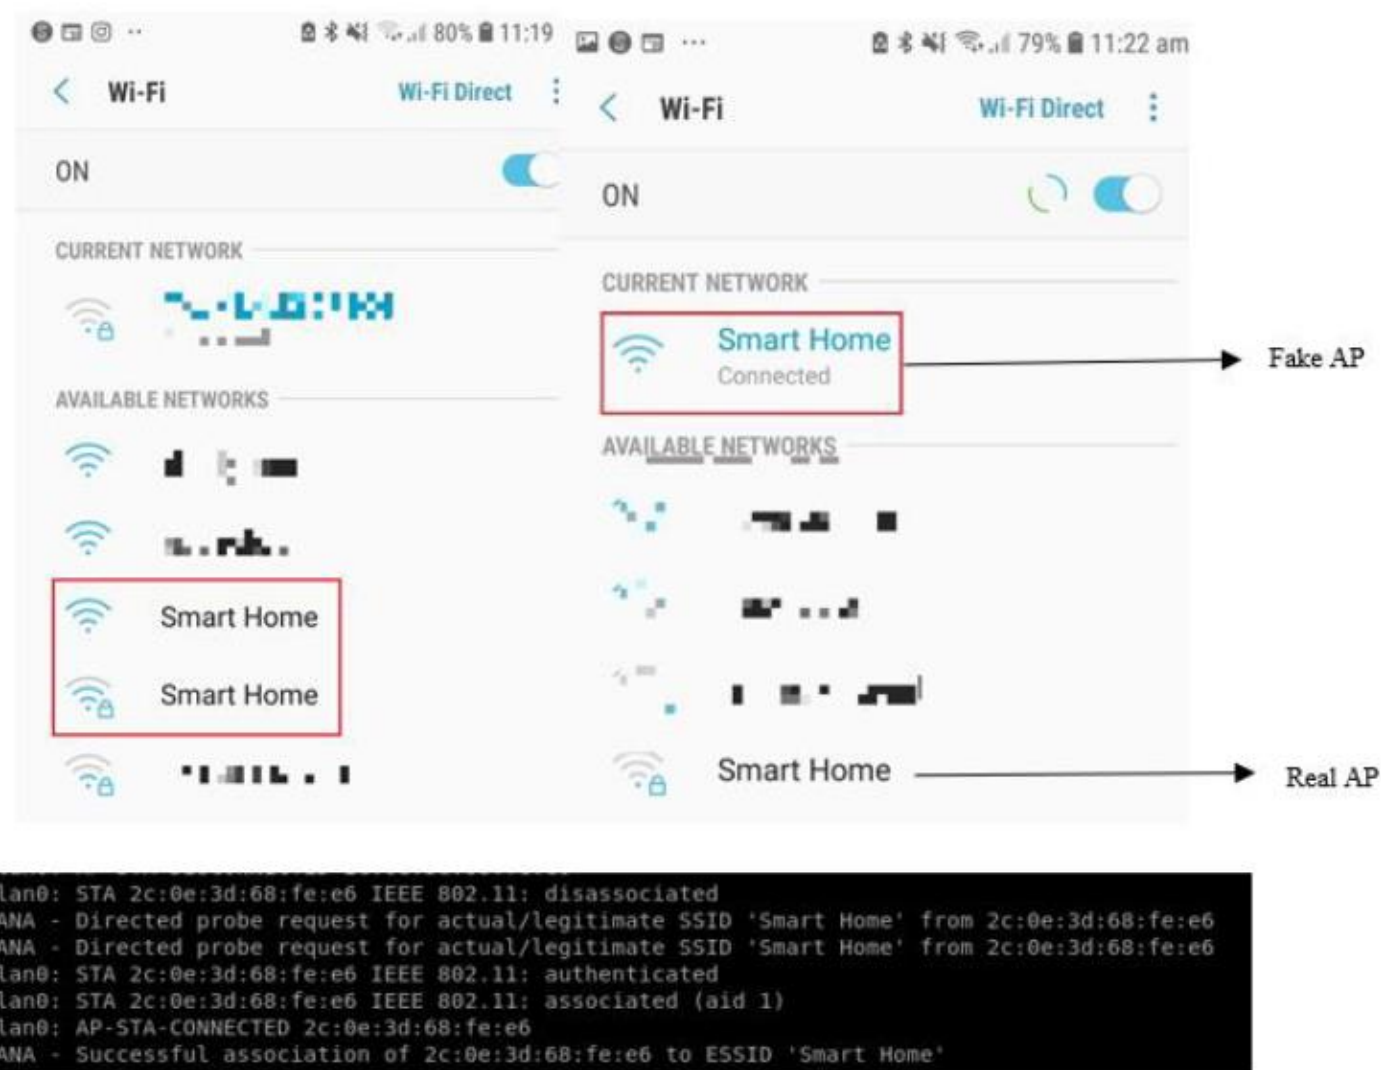 80% 11:19
Wi-Fi Wi-Fi Direct
ON
CURRENT NETWORK
AVAILABLE NETWORKS
Smart Home
Smart Home
79% 11:22 am
Wi-Fi Wi-Fi Direct
ON
CURRENT NETWORK
Smart Home
Connected
Fake AP
AVAILABLE NETWORKS
Smart Home
Real AP
lan0: STA 2c:0e:3d:68:fe:e6 IEEE 802.11: disassociated
ANA - Directed probe request for actual/legitimate SSID 'Smart Home' from 2c:0e:3d:68:fe:e6
ANA - Directed probe request for actual/legitimate SSID 'Smart Home' from 2c:0e:3d:68:fe:e6
lan0: STA 2c:0e:3d:68:fe:e6 IEEE 802.11: authenticated
lan0: STA 2c:0e:3d:68:fe:e6 IEEE 802.11: associated (aid 1)
lan0: AP-STA-CONNECTED 2c:0e:3d:68:fe:e6
ANA - Successful association of 2c:0e:3d:68:fe:e6 to ESSID 'Smart Home'